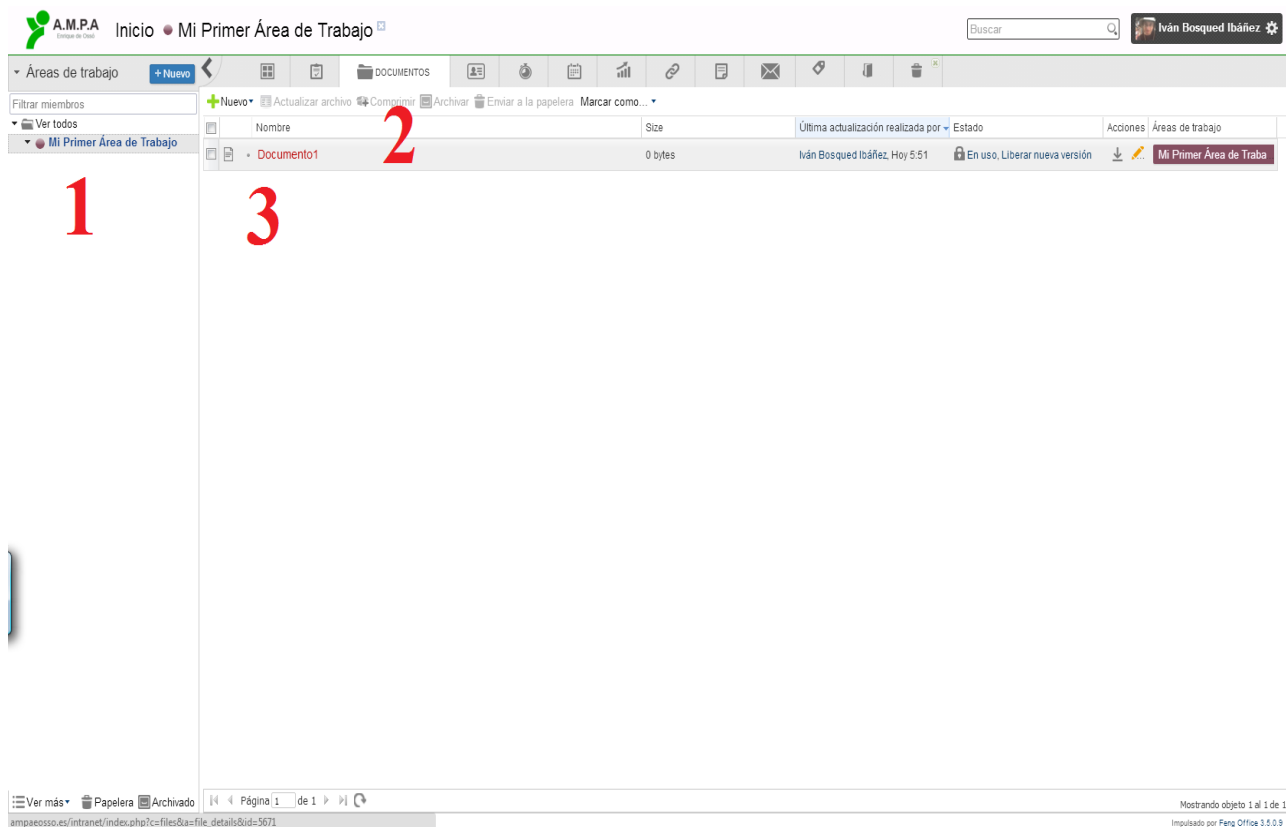 A.M.P.A
Enrique de Ossó
Inicio Mi Primer Área de Trabajo
Buscar
Iván Bosqued Ibáñez
Áreas de trabajo
+ Nuevo
DOCUMENTOS
Filtrar miembros
Nuevo Actualizar archivo Comprimir Archivar Enviar a la papelera Marcar como...
Ver todos
Mi Primer Área de Trabajo
Nombre Size Última actualización realizada por Estado Acciones Áreas de trabajo
Documento1 0 bytes Iván Bosqued Ibáñez, Hoy 5:51 En uso, Liberar nueva versión Mi Primer Área de Traba
1
2
3
Ver más Papelera Archivado
Página 1 de 1
Mostrando objeto 1 al 1 de 1
ampaeosso.es/intranet/index.php?c=files&a=file_details&id=5671
Impulsado por Feng Office 3.5.0.9